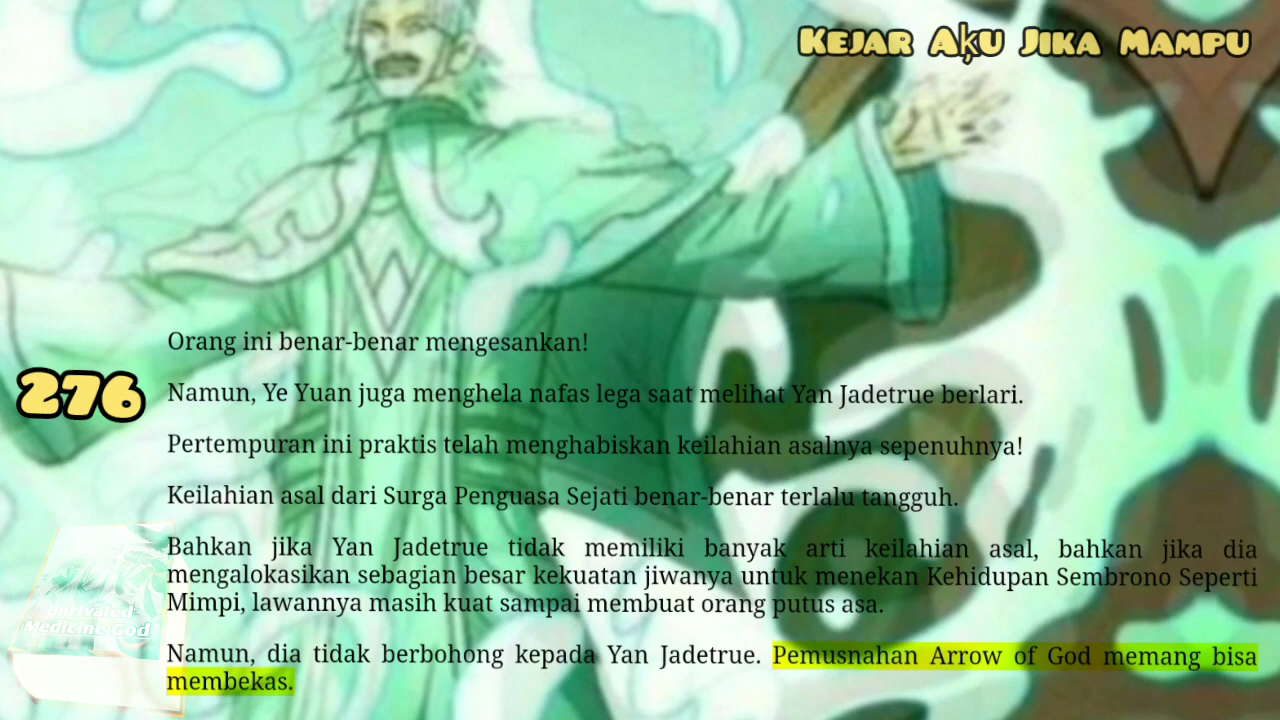 Kejar Aķu Jika Mampu
Orang ini benar-benar mengesankan!
276
Namun, Ye Yuan juga menghela nafas lega saat melihat Yan Jadetrue berlari.
Pertempuran ini praktis telah menghabiskan keilahian asalnya sepenuhnya!
Keilahian asal dari Surga Penguasa Sejati benar-benar terlalu tangguh.
Bahkan jika Yan Jadetrue tidak memiliki banyak arti keilahian asal, bahkan jika dia
mengalokasikan sebagian besar kekuatan jiwanya untuk menekan Kehidupan Sembrono Seperti
Mimpi, lawannya masih kuat sampai membuat orang putus asa.
Unrivaled
Medicine God
Namun, dia tidak berbohong kepada Yan Jadetrue. Pemusnahan Arrow of God memang bisa
membekas.